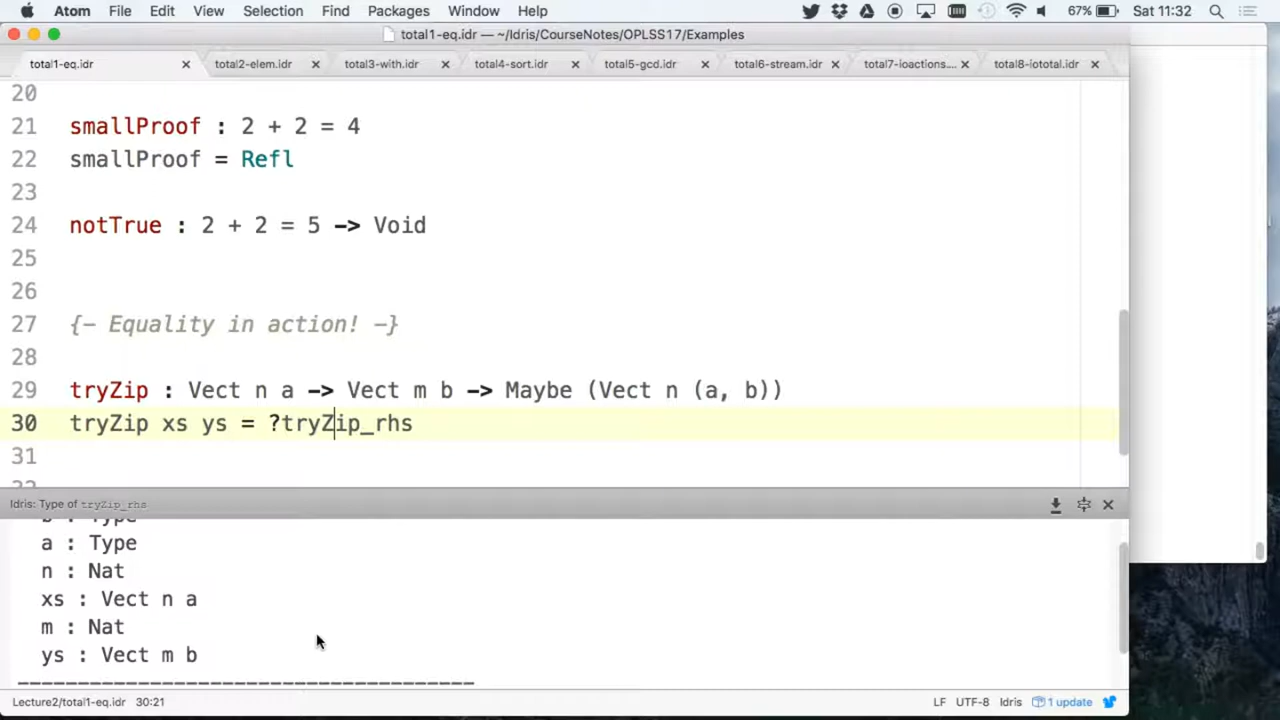 Atom File Edit View Selection Find Packages Window Help 67% Sat 11:32
total1-eq.idr — ~/Idris/CourseNotes/OPLSS17/Examples
total1-eq.idr total2-elem.idr total3-with.idr total4-sort.idr total5-gcd.idr total6-stream.idr total7-ioactions.... total8-iototal.idr
20
21 smallProof : 2 + 2 = 4
22 smallProof = Refl
23
24 notTrue : 2 + 2 = 5 -> Void
25
26
27 {- Equality in action! -}
28
29 tryZip : Vect n a -> Vect m b -> Maybe (Vect n (a, b))
30 tryZip xs ys = ?tryZip_rhs
31
Idris: Type of tryZip_rhs
b : Type
a : Type
n : Nat
xs : Vect n a
m : Nat
ys : Vect m b
--------------------------------------
Lecture2/total1-eq.idr 30:21 LF UTF-8 Idris 1 update